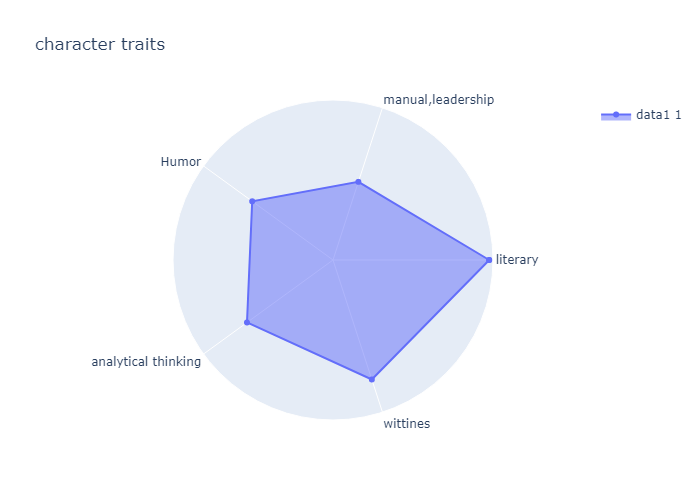 character traits
manual,leadership
data1 1
Humor
literary
analytical thinking
wittines